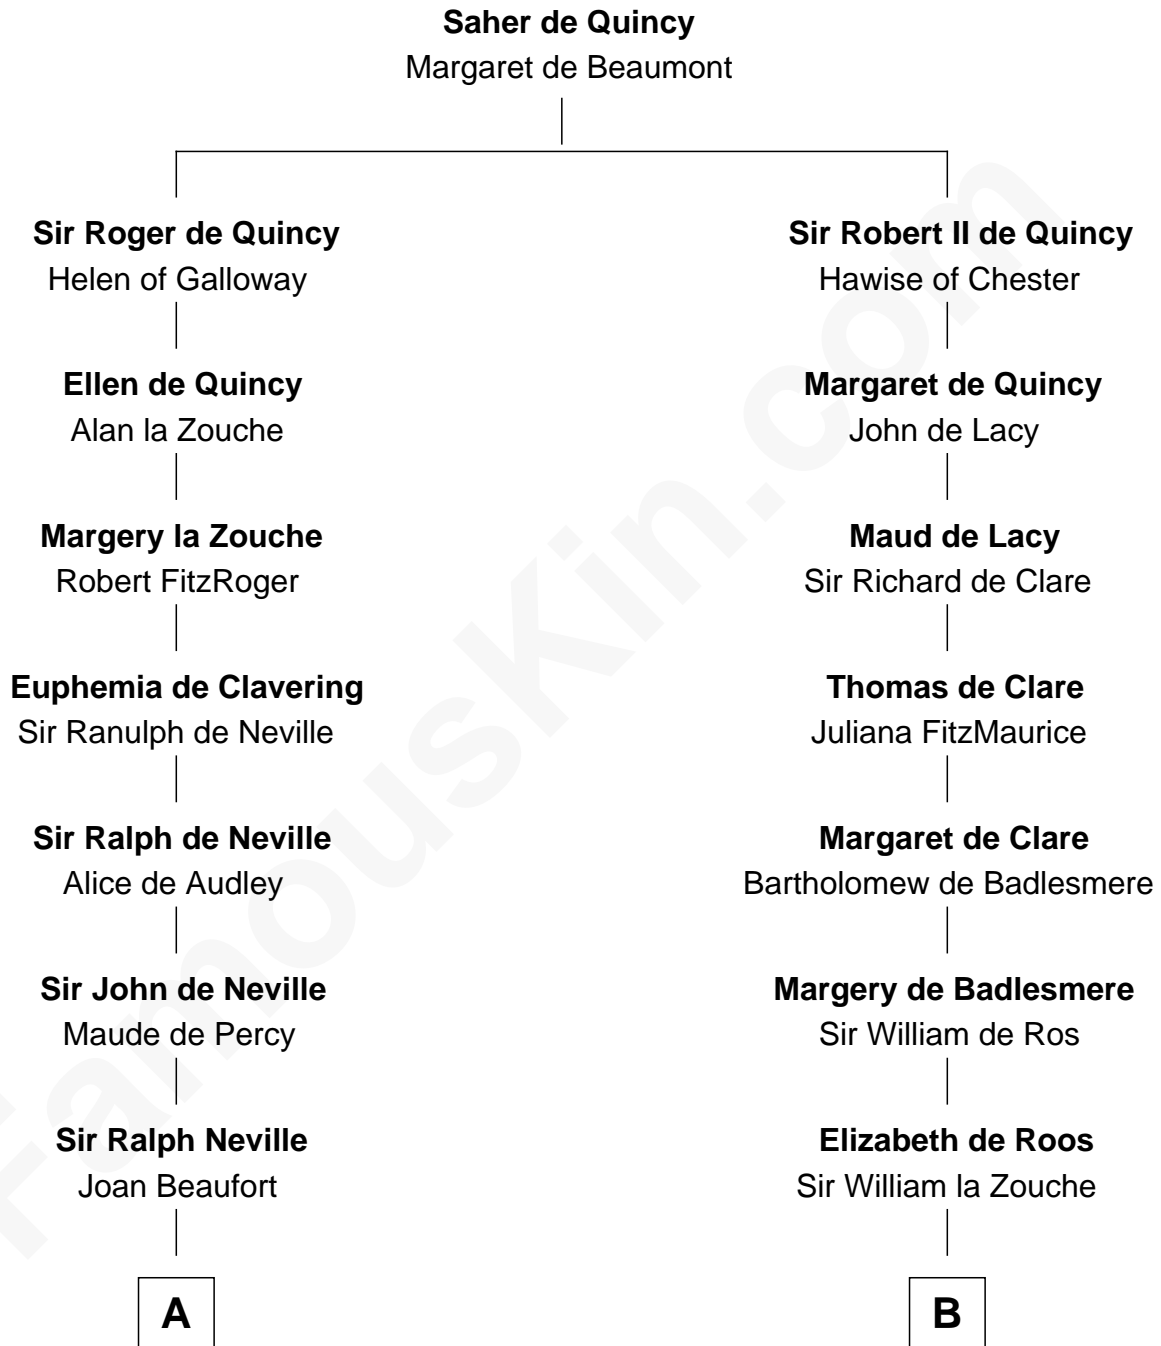 Saher de Quincy
Margaret de Beaumont
Sir Roger de Quincy
Helen of Galloway
Ellen de Quincy
Alan la Zouche
Margery la Zouche
Robert FitzRoger
Euphemia de Clavering
Sir Ranulph de Neville
Sir Ralph de Neville
Alice de Audley
Sir John de Neville
Maude de Percy
Sir Ralph Neville
Joan Beaufort
A
Sir Robert II de Quincy
Hawise of Chester
Margaret de Quincy
John de Lacy
Maud de Lacy
Sir Richard de Clare
Thomas de Clare
Juliana FitzMaurice
Margaret de Clare
Bartholomew de Badlesmere
Margery de Badlesmere
Sir William de Ros
Elizabeth de Roos
Sir William la Zouche
B
FamousKin.com